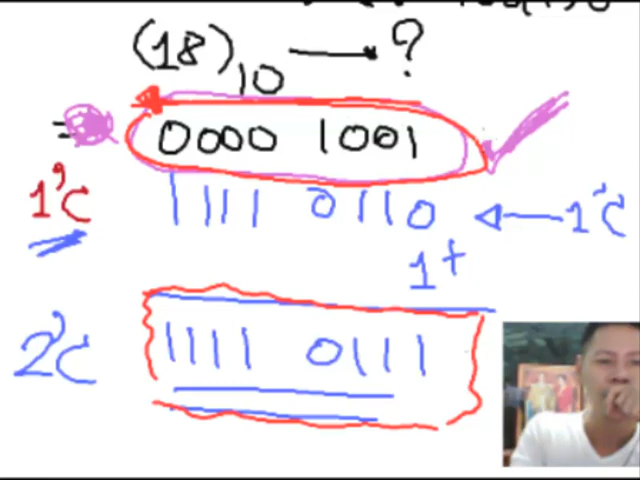 (18)10 → ?
= 0000 1001
1'C 1111 0110 ← 1'C
1+
2'C 1111 0111